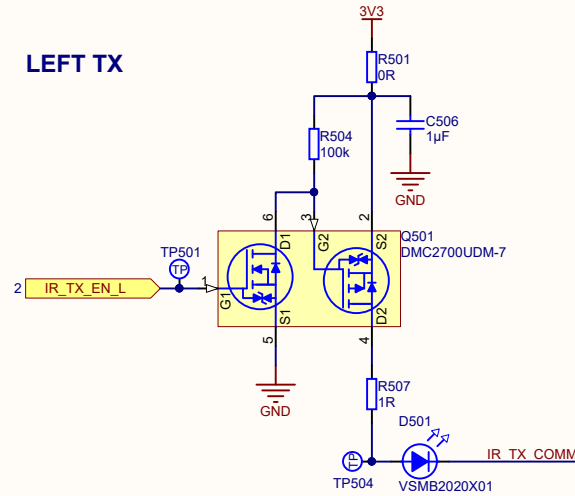 3V3
R501
0R
LEFT TX
C506
1µF
R504
100k
GND
6
3
2
D1
G2
S2
Q501
DMC2700UDM-7
TP501
TP
2
IR_TX_EN_L
1
G1
S1
D2
5
4
GND
R507
1R
D501
TP
TP504
IR_TX_COMM
VSMB2020X01